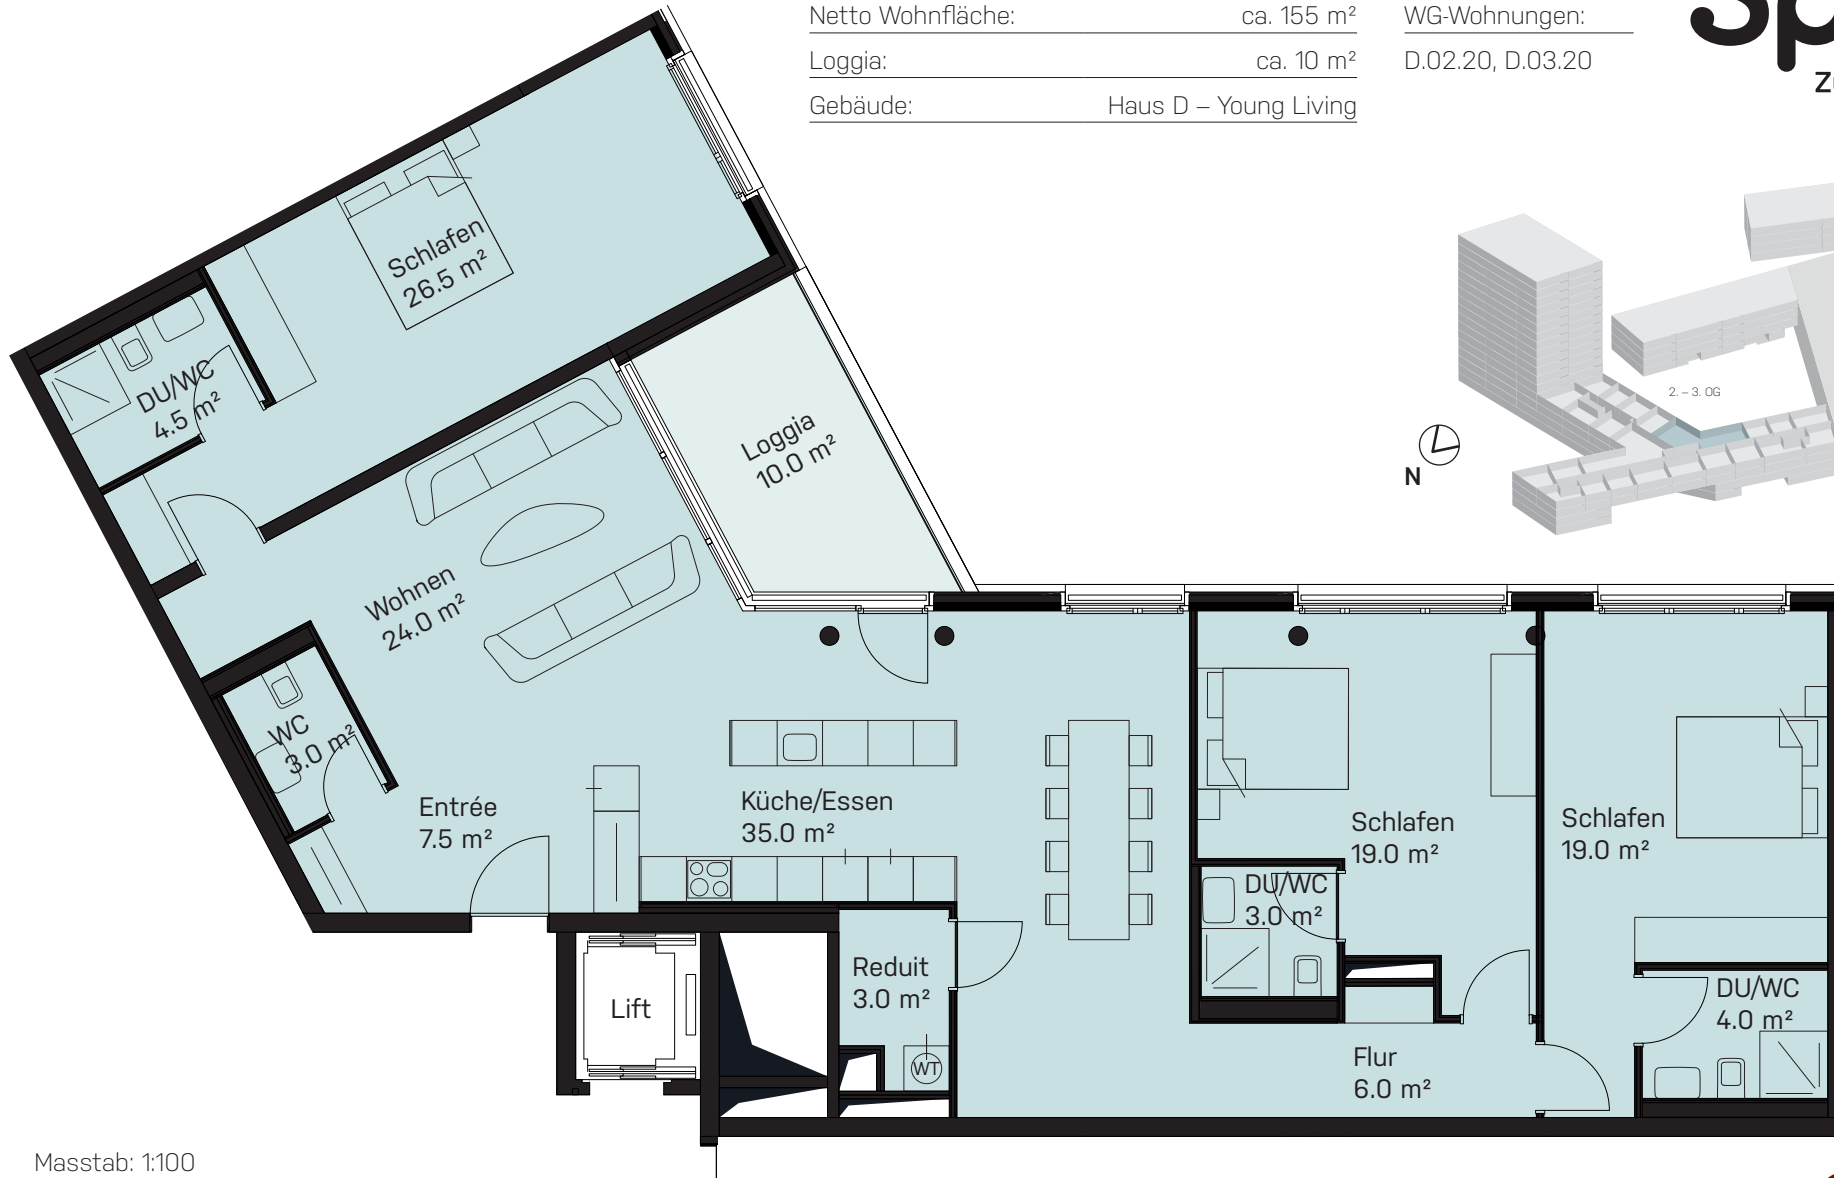 Netto Wohnfläche: ca. 155 m²
Loggia: ca. 10 m²
Gebäude: Haus D – Young Living
WG-Wohnungen:
D.02.20, D.03.20
Schlafen
26.5 m²
DU/WC
4.5 m²
Loggia
10.0 m²
2. – 3. OG
N
Wohnen
24.0 m²
WC
3.0 m²
Entrée
7.5 m²
Küche/Essen
35.0 m²
Schlafen
19.0 m²
Schlafen
19.0 m²
DU/WC
3.0 m²
Reduit
3.0 m²
Lift
WT
DU/WC
4.0 m²
Flur
6.0 m²
Masstab: 1:100